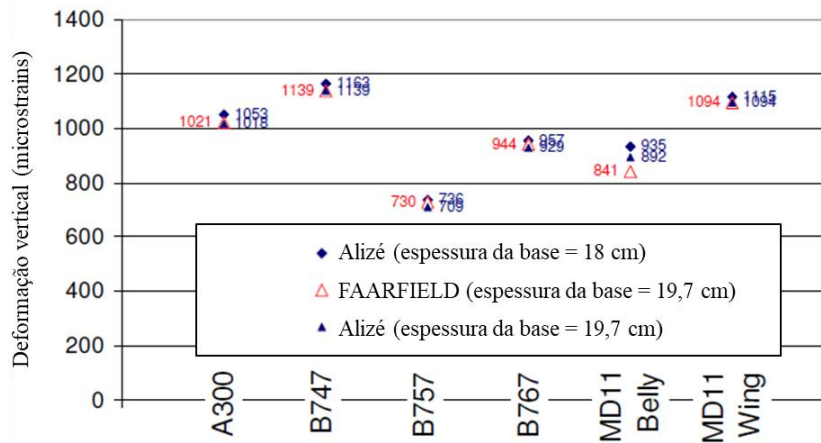 Deformação vertical (microstrains)
1400
1200
1000
800
600
400
200
0
1021
1053
1018
1139
1163
1139
730
736
709
944
957
929
841
935
892
1094
1115
1094
Alizé (espessura da base = 18 cm)
FAARFIELD (espessura da base = 19,7 cm)
Alizé (espessura da base = 19,7 cm)
A300
B747
B757
B767
MD11
Belly
MD11
Wing